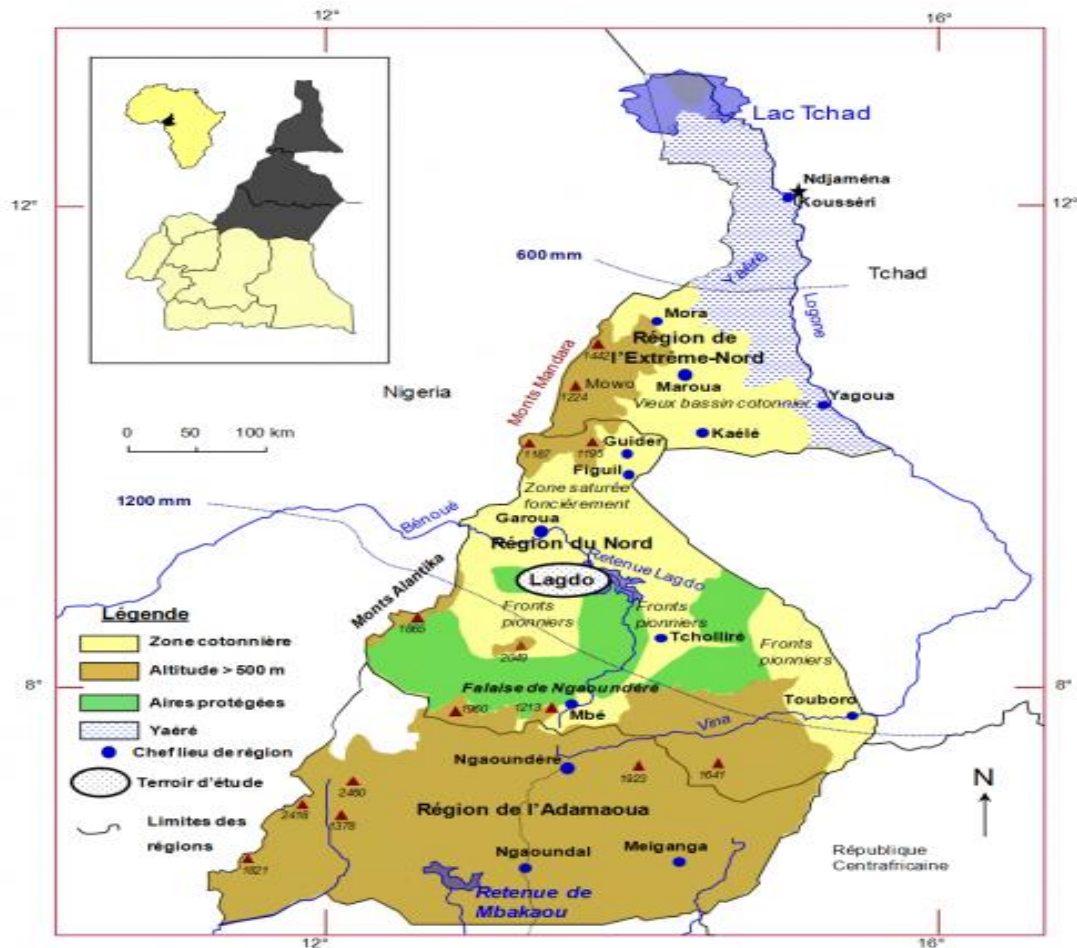 12°
16°
Lac Tchad
Ndjaména
Kousséri
12°
12°
600 mm
Yaéré
Tchad
Logone
Mora
Région de
l'Extrême-Nord
1442
Monts Mandara
Mowo
1224
Maroua
Nigeria
Yagoua
Vieux bassin cotonnier
0 50 100 km
Kaélé
Guider
1187
1195
Figuil
Zone saturée
foncièrement
1200 mm
Bénoué
Garoua
Région du Nord
Retenue Lagdo
Lagdo
Monts Alantika
Fronts
pionniers
Fronts
pionniers
Fronts
pionniers
1865
Tcholliré
2049
Légende
Zone cotonnière
Altitude > 500 m
Aires protégées
Yaéré
Chef lieu de région
Terroir d'étude
Limites des
régions
8°
8°
Falaise de Ngaoundéré
1960
1213
Mbé
Touboro
Vina
Ngaoundéré
1923
1641
2460
2418
1378
Région de l'Adamaoua
N
Ngaoundal
Meiganga
1821
République
Centrafricaine
Retenue de
Mbakaou
12°
16°